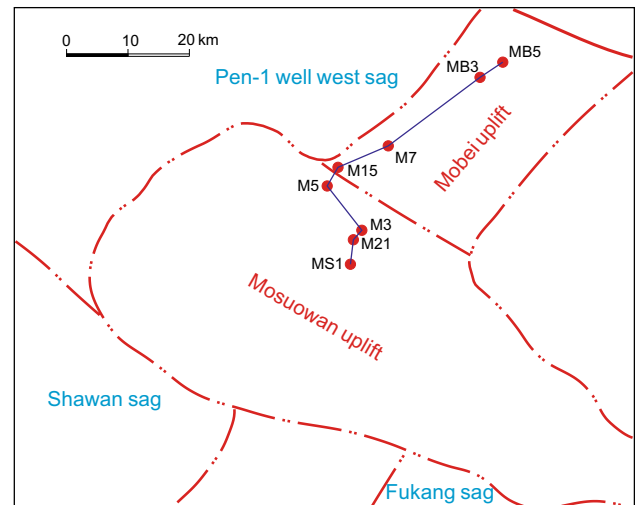 0 10 20 km
Pen-1 well west sag
MB5
MB3
Mobei uplift
M7
M15
M5
M3
M21
MS1
Mosuowan uplift
Shawan sag
Fukang sag